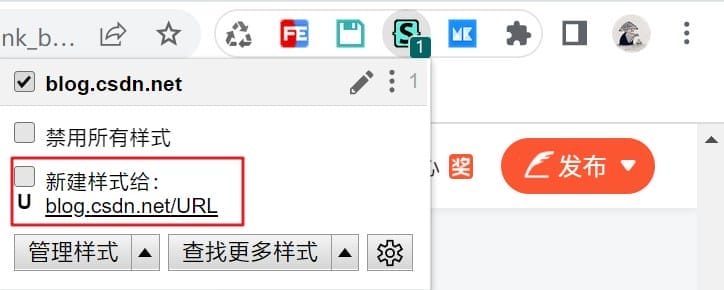 nk_b...
FE
S
1
MK
blog.csdn.net
1
禁用所有样式
新建样式给:
U
blog.csdn.net/URL
管理样式
查找更多样式
奖
发布